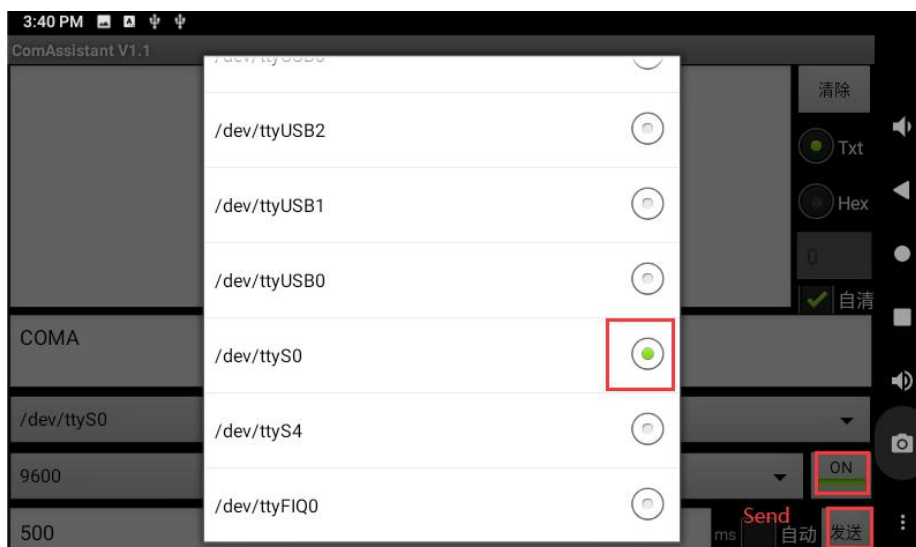 3:40 PM
ComAssistant V1.1
清除
/dev/ttyUSB2
Txt
/dev/ttyUSB1
Hex
0
/dev/ttyUSB0
自清
COMA
/dev/ttyS0
/dev/ttyS0
/dev/ttyS4
9600
ON
/dev/ttyFIQ0
Send
500
ms
自动
发送